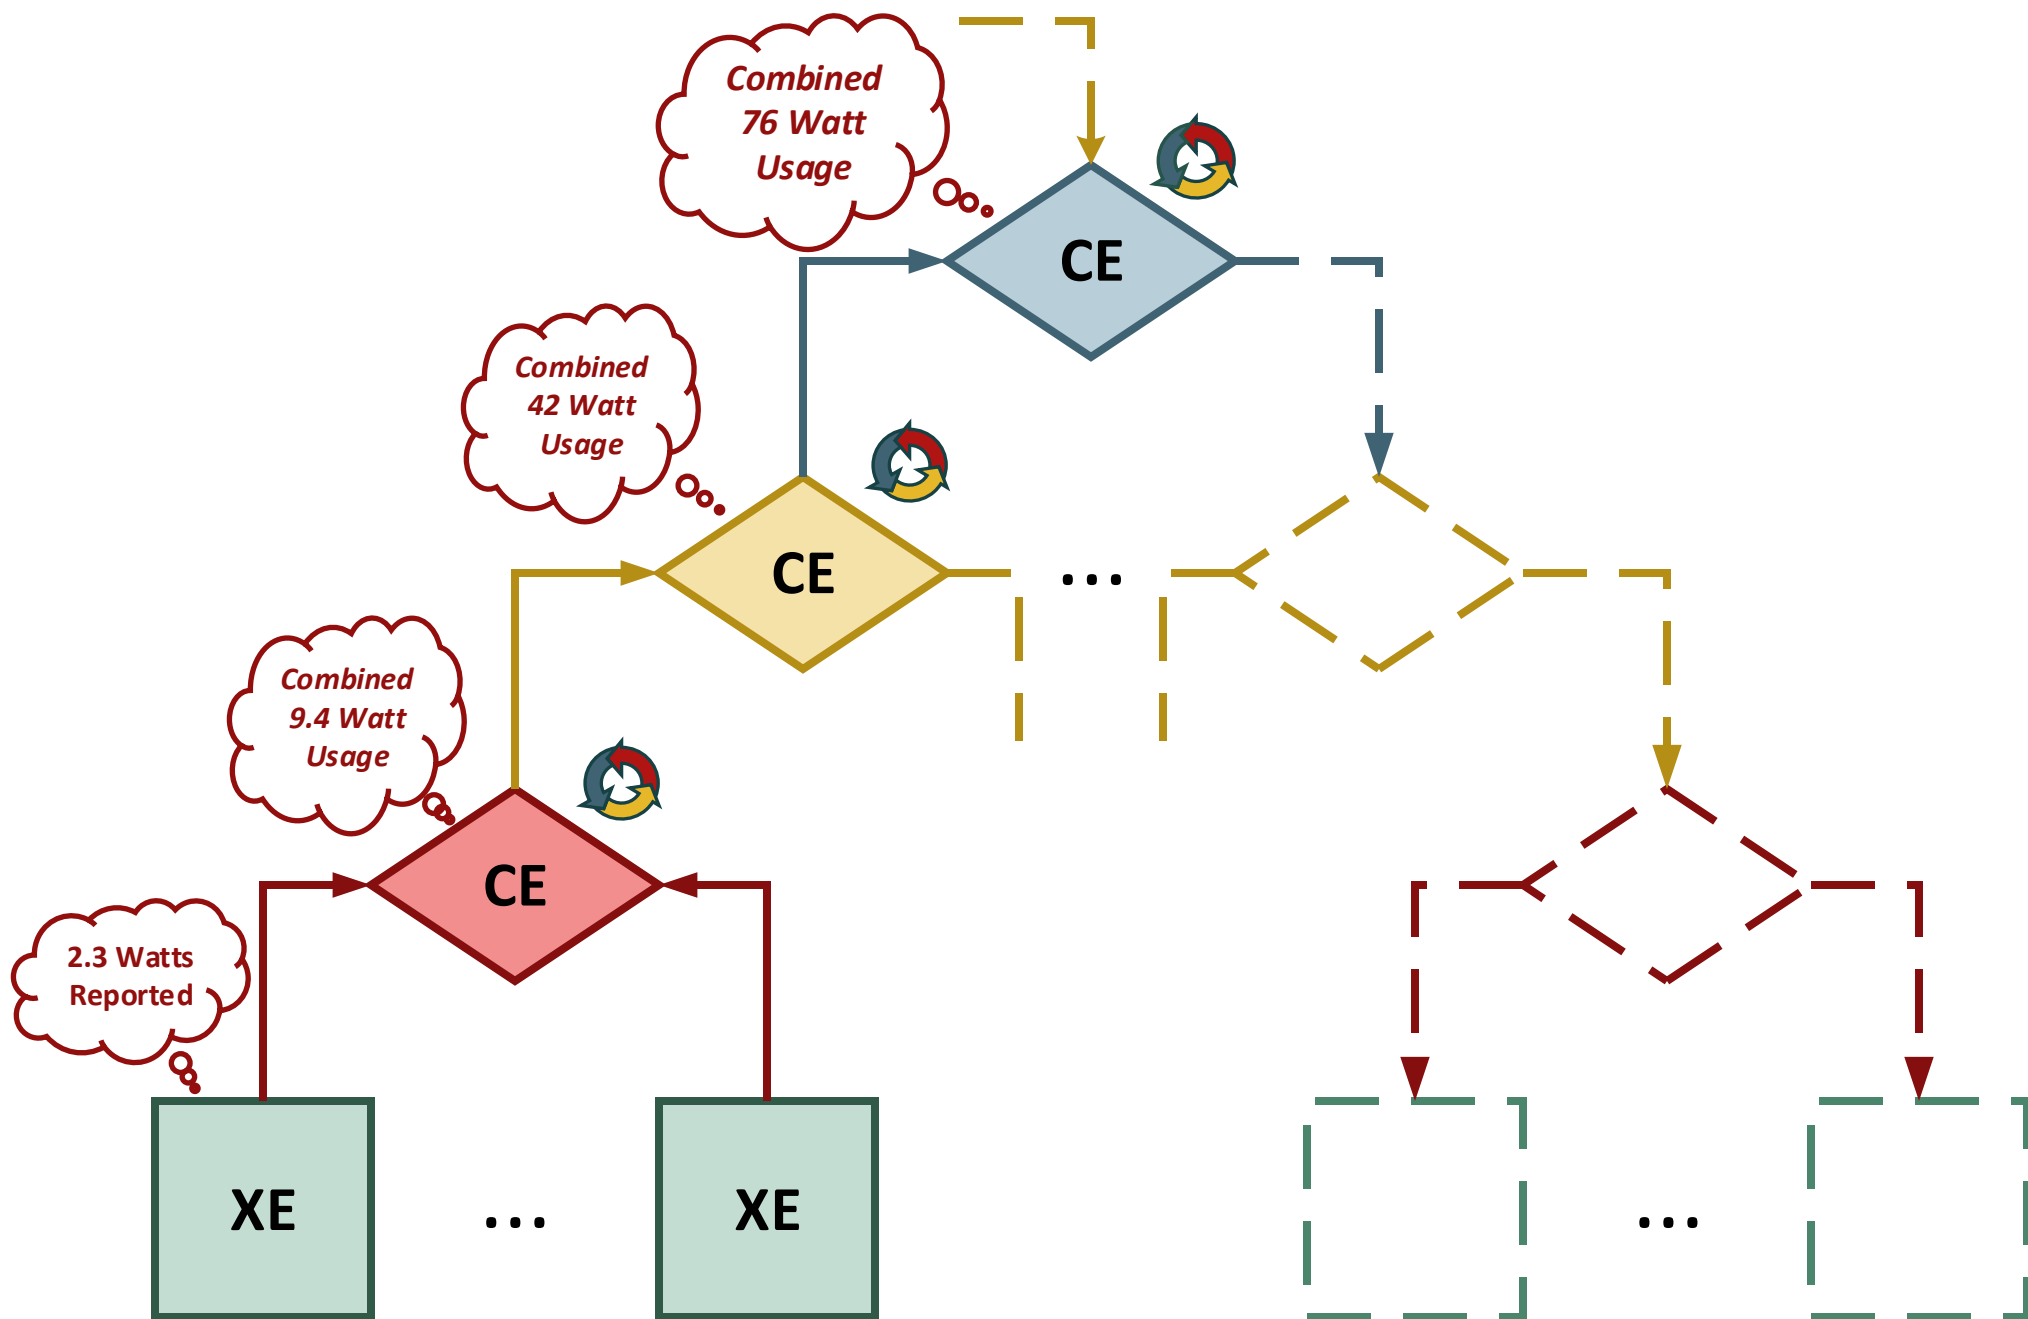 Combined
76 Watt
Usage
CE
Combined
42 Watt
Usage
CE
...
Combined
9.4 Watt
Usage
CE
2.3 Watts
Reported
XE
...
XE
...